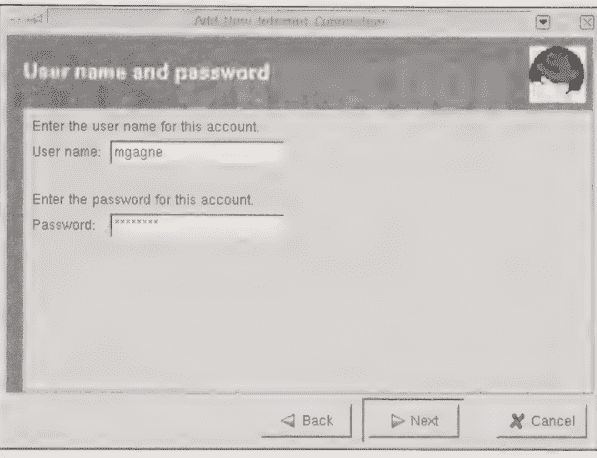 Add New Internet Connection
User name and password
Enter the user name for this account.
User name: mgagne
Enter the password for this account.
Password: ********
Back
Next
Cancel